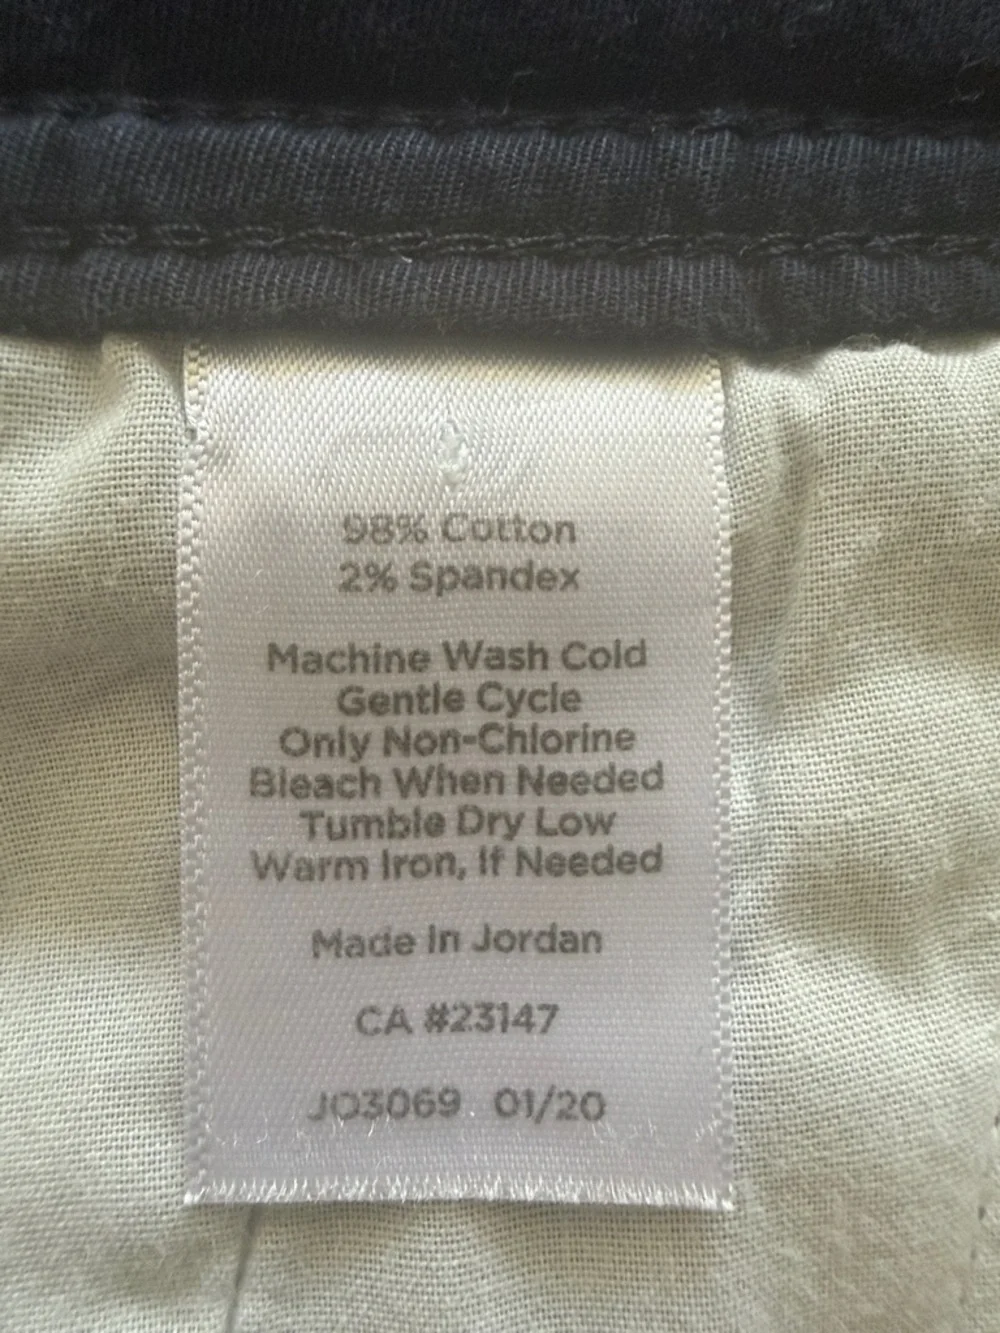 98% Cotton
2% Spandex
Machine Wash Cold
Gentle Cycle
Only Non-Chlorine
Bleach When Needed
Tumble Dry Low
Warm Iron, If Needed
Made In Jordan
CA #23147
JO3069 01/20